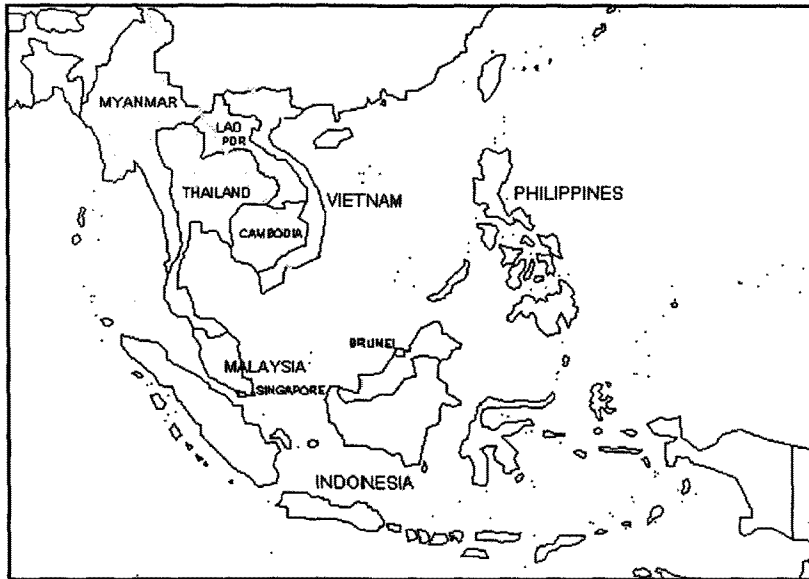 MYANMAR
LAO
PDR
THAILAND
VIETNAM
PHILIPPINES
CAMBODIA
BRUNEI
MALAYSIA
SINGAPORE
INDONESIA